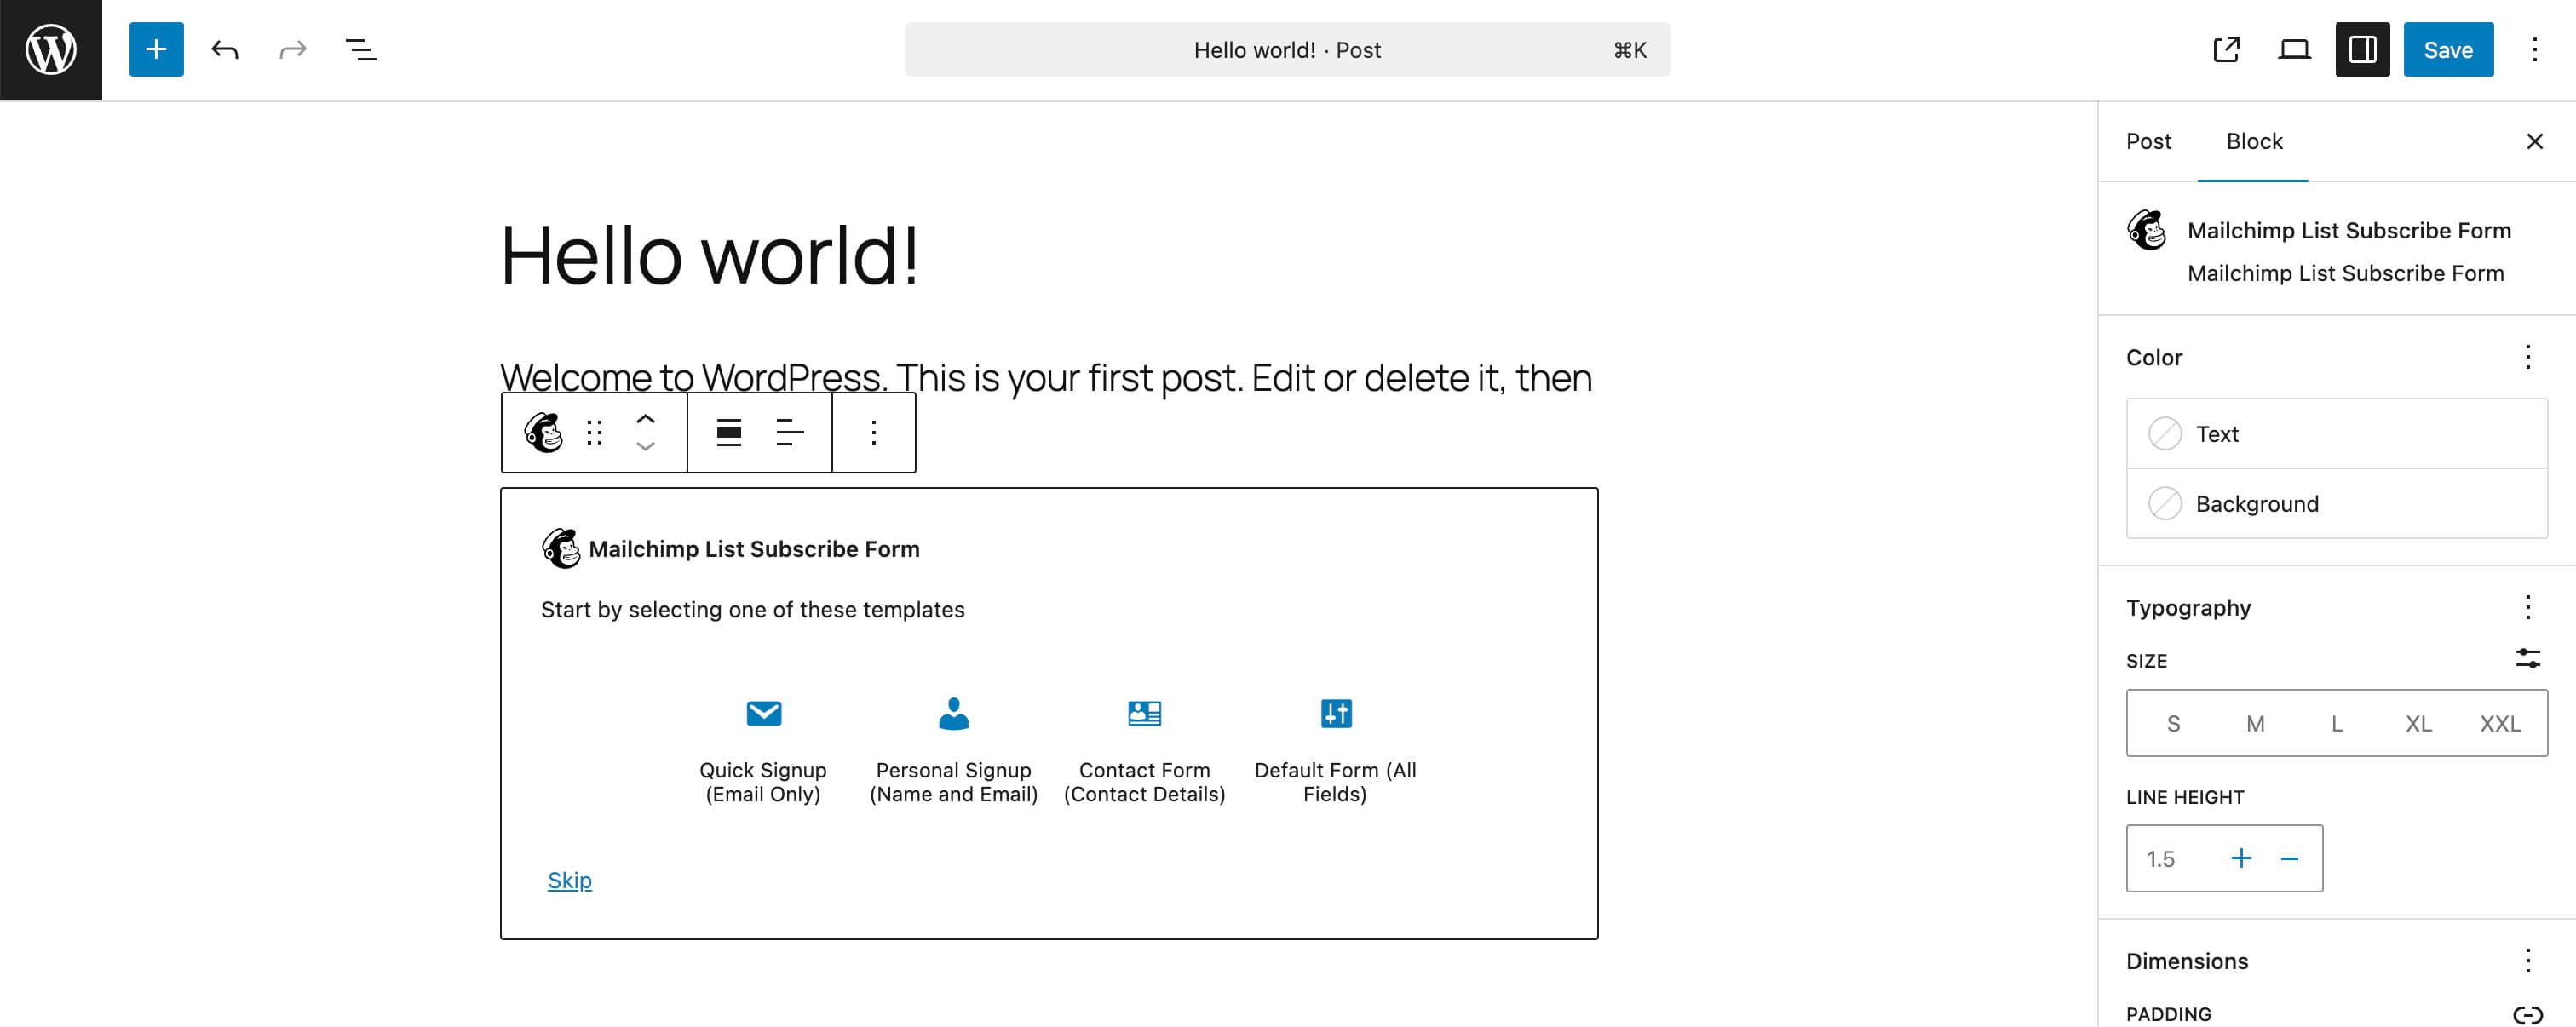 Hello world! · Post ⌘K
Save
Post Block
Mailchimp List Subscribe Form
Mailchimp List Subscribe Form
Color
Text
Background
Typography
SIZE
S M L XL XXL
LINE HEIGHT
1.5
Dimensions
PADDING
Hello world!
Welcome to WordPress. This is your first post. Edit or delete it, then
Mailchimp List Subscribe Form
Start by selecting one of these templates
Quick Signup
(Email Only)
Personal Signup
(Name and Email)
Contact Form
(Contact Details)
Default Form (All
Fields)
Skip